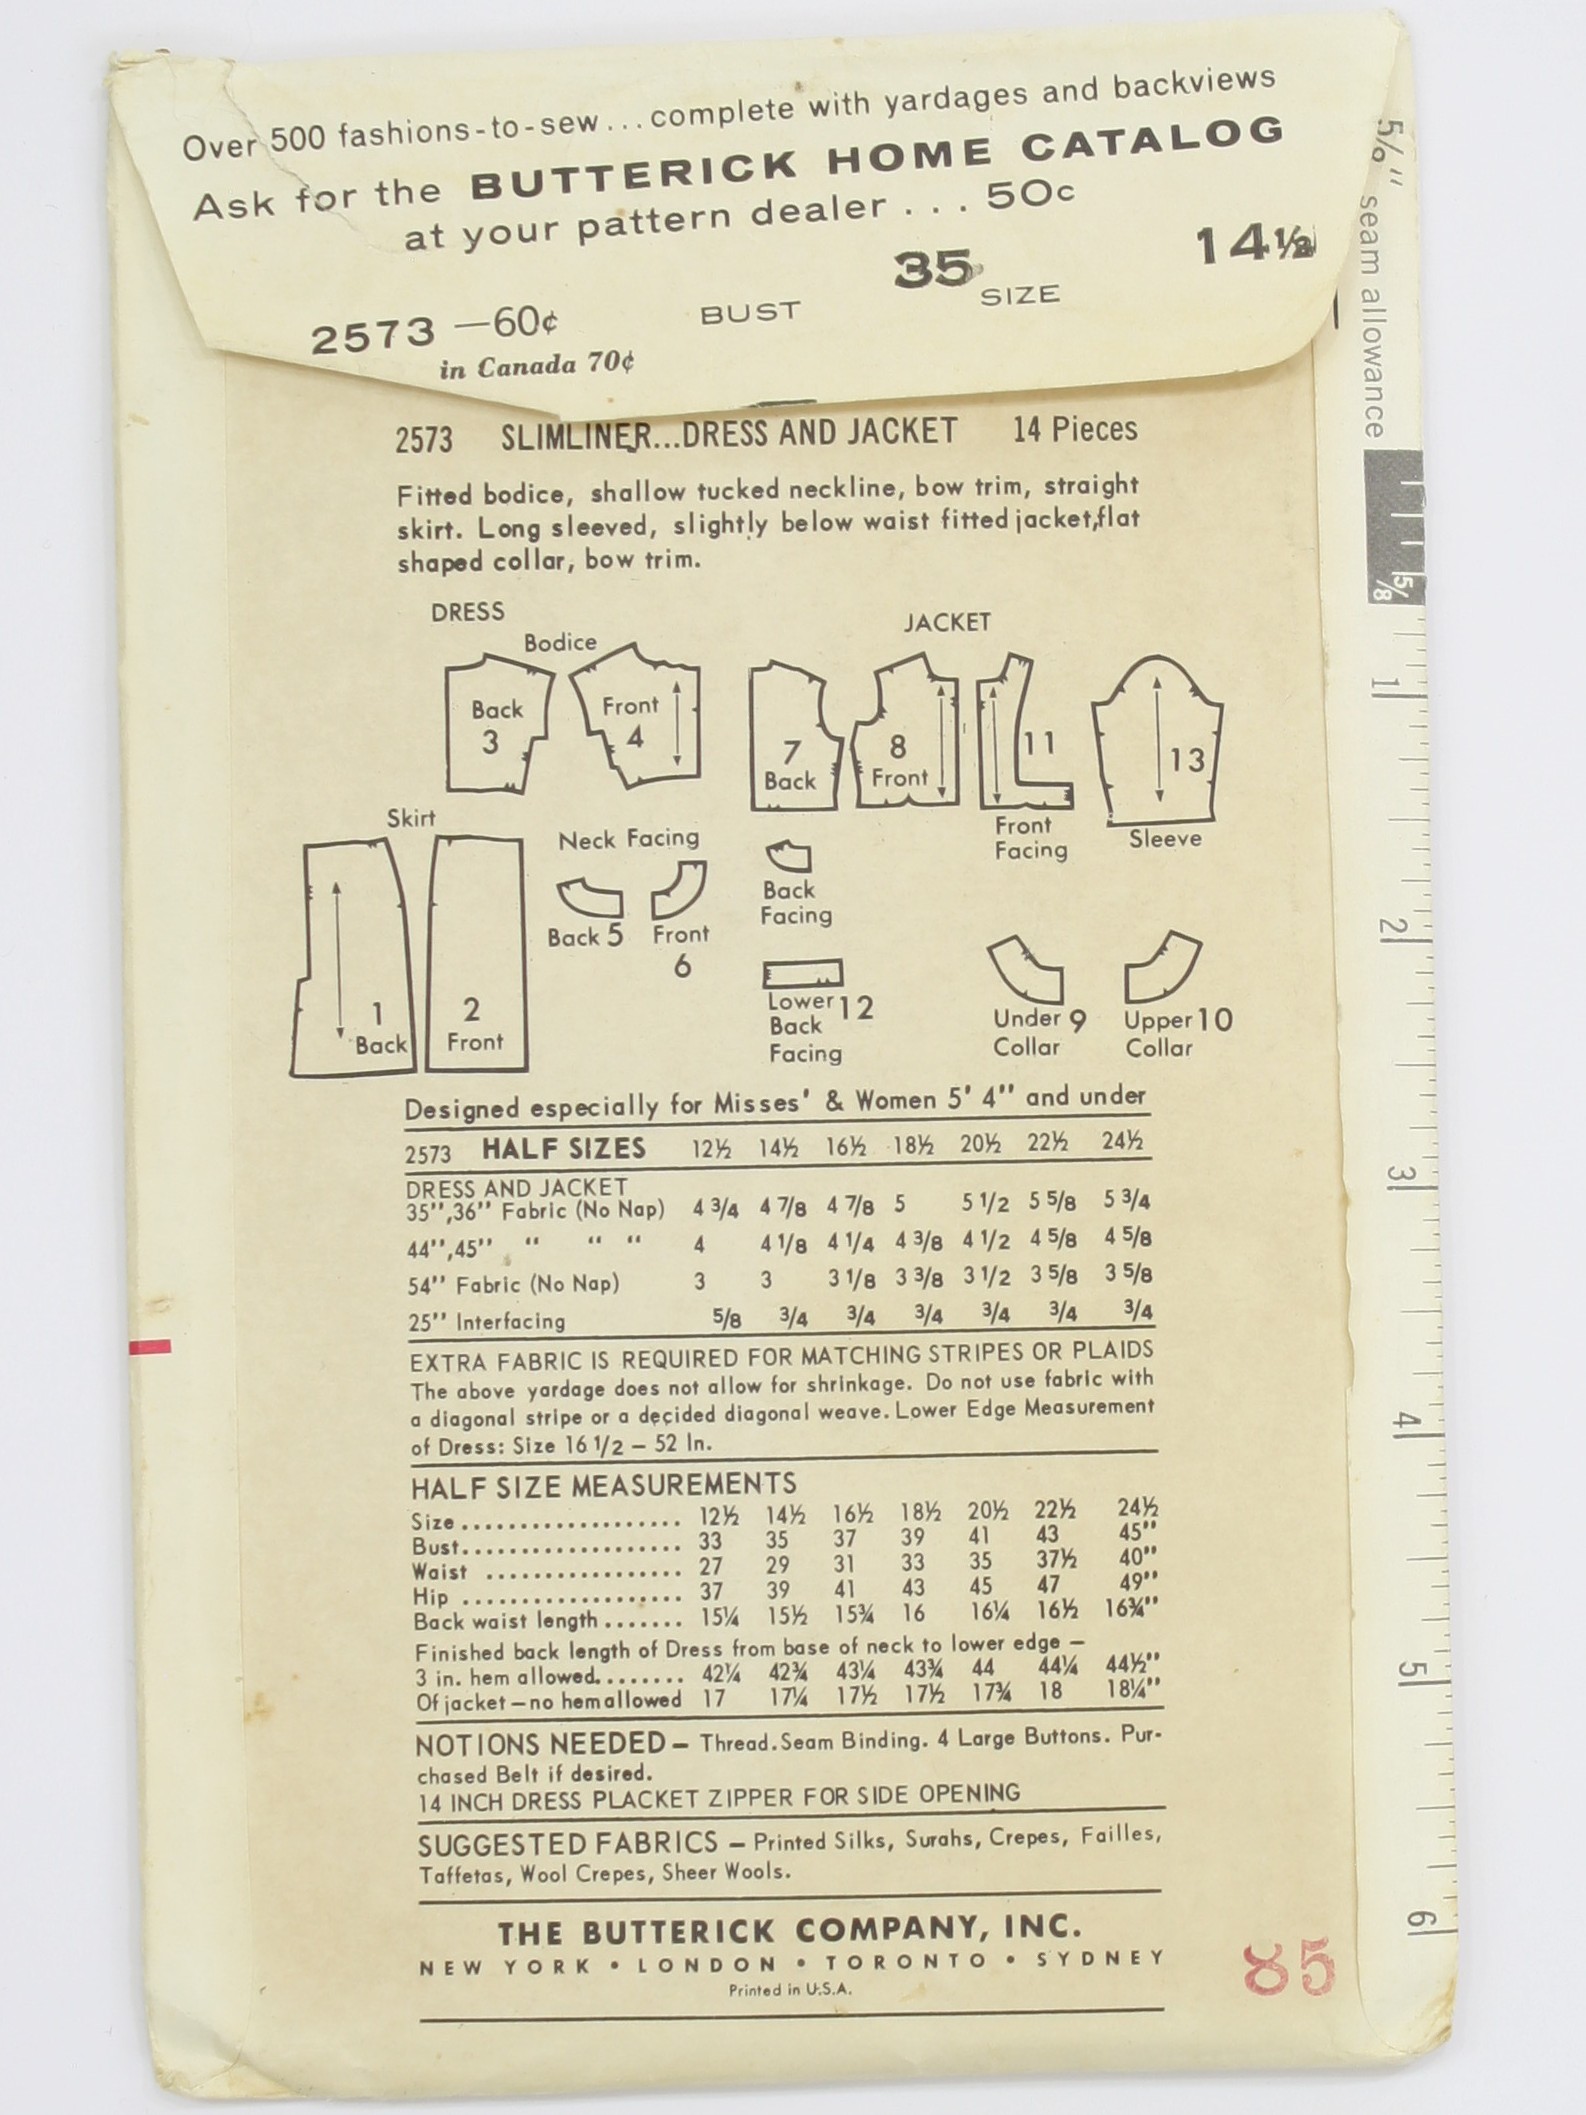 Over 500 fashions-to-sew...complete with yardages and backviews
Ask for the BUTTERICK HOME CATALOG
at your pattern dealer . . . 50c
2573 —60¢ BUST 35 SIZE 14½
in Canada 70¢
5/8" seam allowance
5/8
1
2
3
4
5
6
2573 SLIMLINER...DRESS AND JACKET 14 Pieces
Fitted bodice, shallow tucked neckline, bow trim, straight
skirt. Long sleeved, slightly below waist fitted jacket,flat
shaped collar, bow trim.
DRESS
Bodice
Back
3
Front
4
JACKET
7
Back
8
Front
11
Front
Facing
13
Sleeve
Skirt
1
Back
2
Front
Neck Facing
Back 5
Front
6
Back
Facing
Lower 12
Back
Facing
Under 9
Collar
Upper 10
Collar
Designed especially for Misses' & Women 5' 4" and under
2573 HALF SIZES 12½ 14½ 16½ 18½ 20½ 22½ 24½
DRESS AND JACKET
35",36" Fabric (No Nap) 4 3/4 4 7/8 4 7/8 5 5 1/2 5 5/8 5 3/4
44",45" " " " 4 4 1/8 4 1/4 4 3/8 4 1/2 4 5/8 4 5/8
54" Fabric (No Nap) 3 3 3 1/8 3 3/8 3 1/2 3 5/8 3 5/8
25" Interfacing 5/8 3/4 3/4 3/4 3/4 3/4 3/4
EXTRA FABRIC IS REQUIRED FOR MATCHING STRIPES OR PLAIDS
The above yardage does not allow for shrinkage. Do not use fabric with
a diagonal stripe or a decided diagonal weave. Lower Edge Measurement
of Dress: Size 16 1/2 – 52 In.
HALF SIZE MEASUREMENTS
Size................... 12½ 14½ 16½ 18½ 20½ 22½ 24½
Bust................... 33 35 37 39 41 43 45"
Waist ................. 27 29 31 33 35 37½ 40"
Hip ................... 37 39 41 43 45 47 49"
Back waist length....... 15¼ 15½ 15¾ 16 16¼ 16½ 16¾"
Finished back length of Dress from base of neck to lower edge –
3 in. hem allowed........ 42¼ 42¾ 43¼ 43¾ 44 44¼ 44½"
Of jacket – no hem allowed 17 17¼ 17½ 17½ 17¾ 18 18¼"
NOTIONS NEEDED – Thread. Seam Binding. 4 Large Buttons. Pur-
chased Belt if desired.
14 INCH DRESS PLACKET ZIPPER FOR SIDE OPENING
SUGGESTED FABRICS – Printed Silks, Surahs, Crepes, Failles,
Taffetas, Wool Crepes, Sheer Wools.
THE BUTTERICK COMPANY, INC.
NEW YORK • LONDON • TORONTO • SYDNEY
Printed in U.S.A.
85